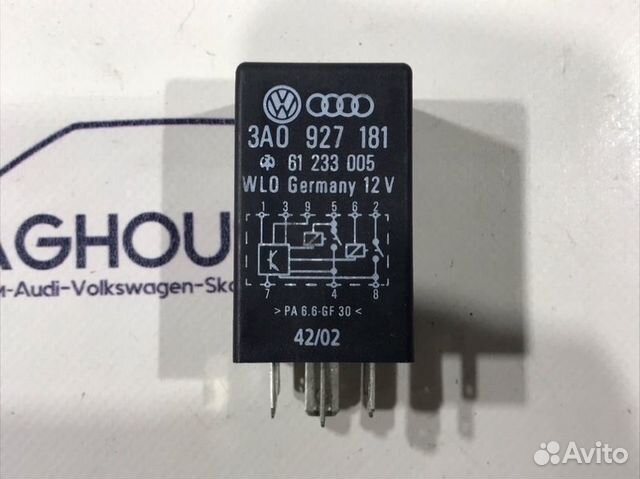 3A0 927 181
61 233 005
WLO Germany 12 V
1 3 9 5 6 2
7 4 8
> PA 6.6-GF 30 <
42/02
AGHOU
-Audi-Volkswagen-Sko
Avito